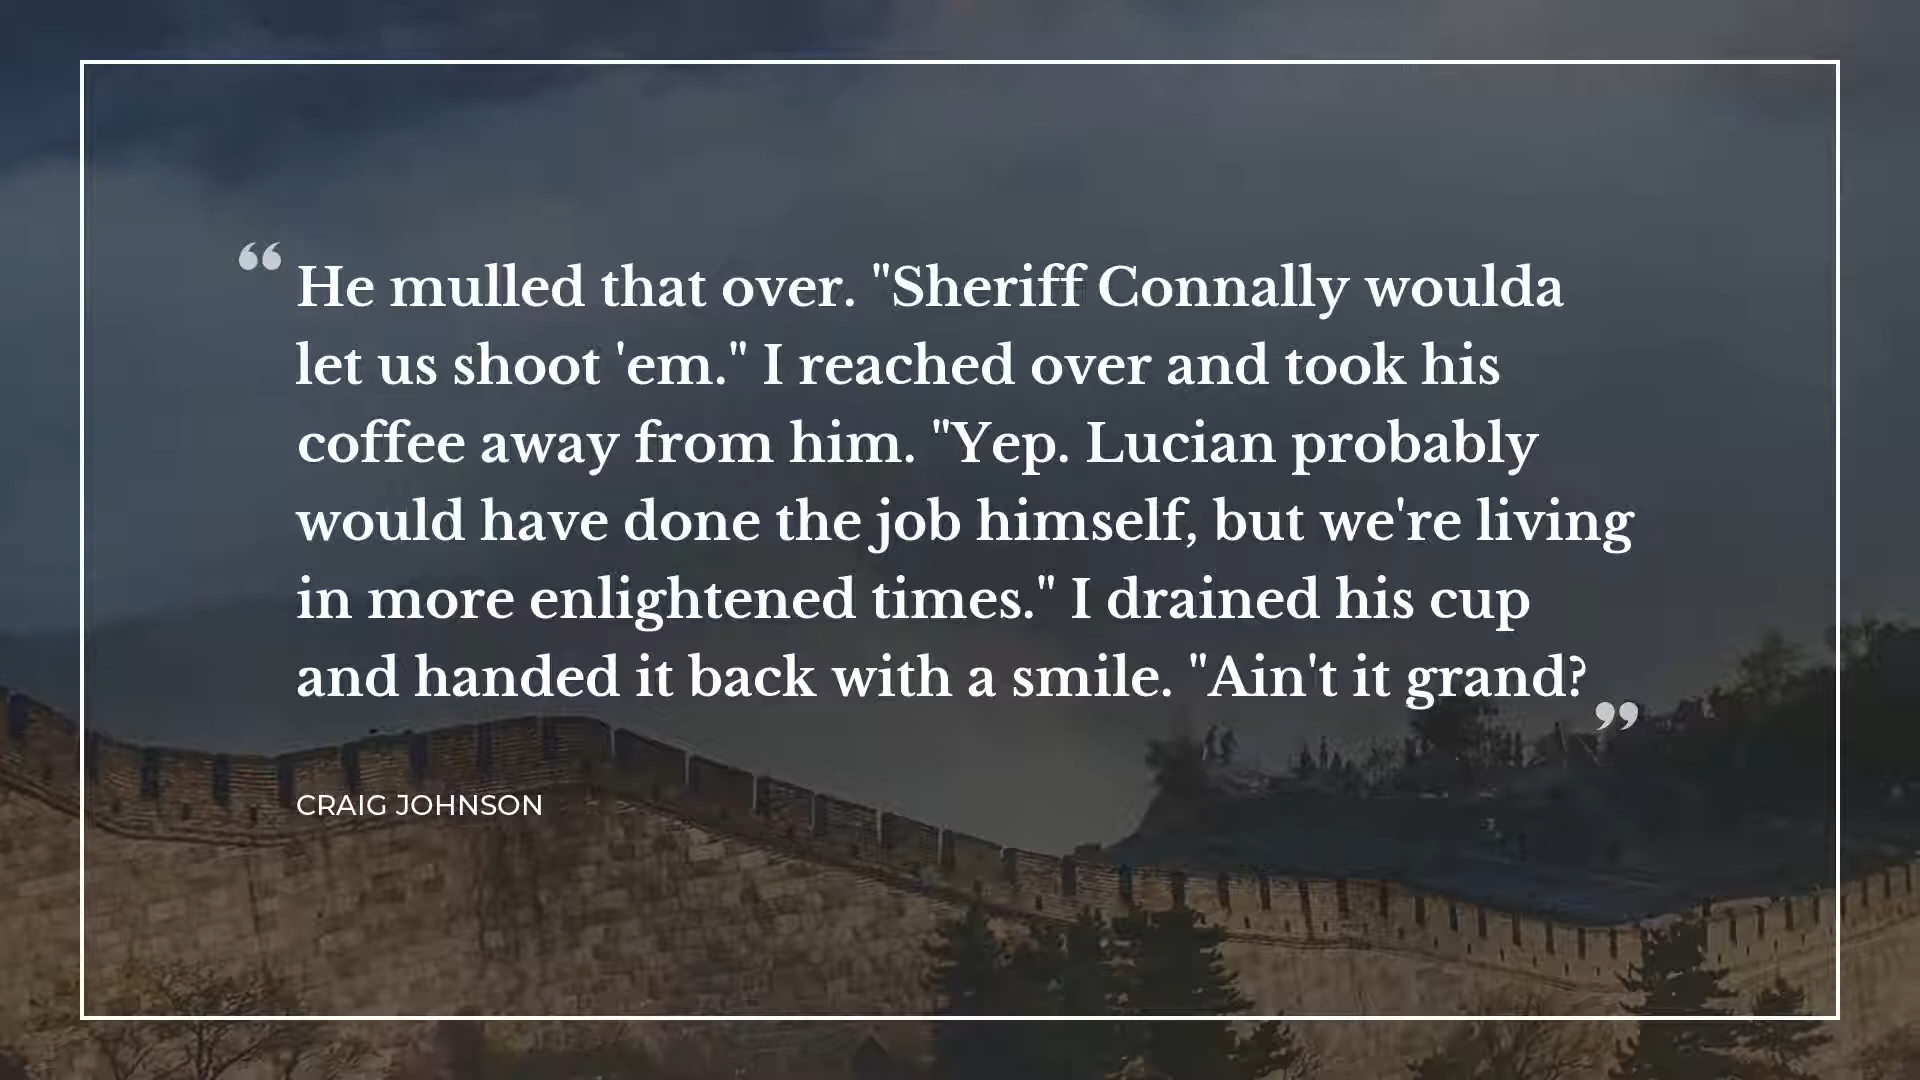 “He mulled that over. "Sheriff Connally woulda
let us shoot 'em." I reached over and took his
coffee away from him. "Yep. Lucian probably
would have done the job himself, but we're living
in more enlightened times." I drained his cup
and handed it back with a smile. "Ain't it grand?”
CRAIG JOHNSON